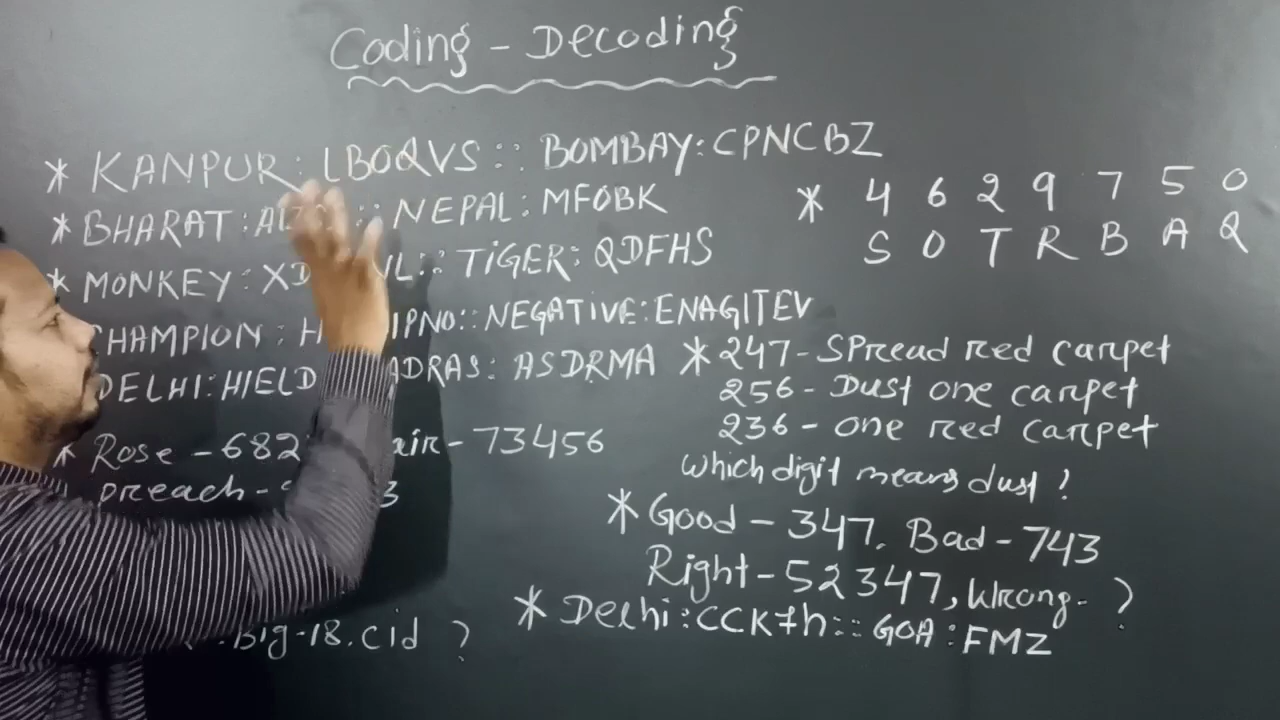 Coding - Decoding
* KANPUR: LBOQVS:: BOMBAY: CPNCBZ
* BHARAT: :: NEPAL: MFOBK
* MONKEY: :: TIGER: QDFHS
CHAMPION: IPNO:: NEGATIVE: ENAGITEV
DELHI: HIELD ADRAS: ASDRMA
* Rose - 682 air - 73456
preach - 3
Big-18. cid ?
* 4 6 2 9 7 5 0
S O T R B A Q
* 247 - Spread red carpet
256 - Dust one carpet
236 - one red carpet
which digit means dust?
* Good - 347. Bad - 743
Right - 52347, Wrong - ?
* Delhi: CCK7h:: GOA: FMZ